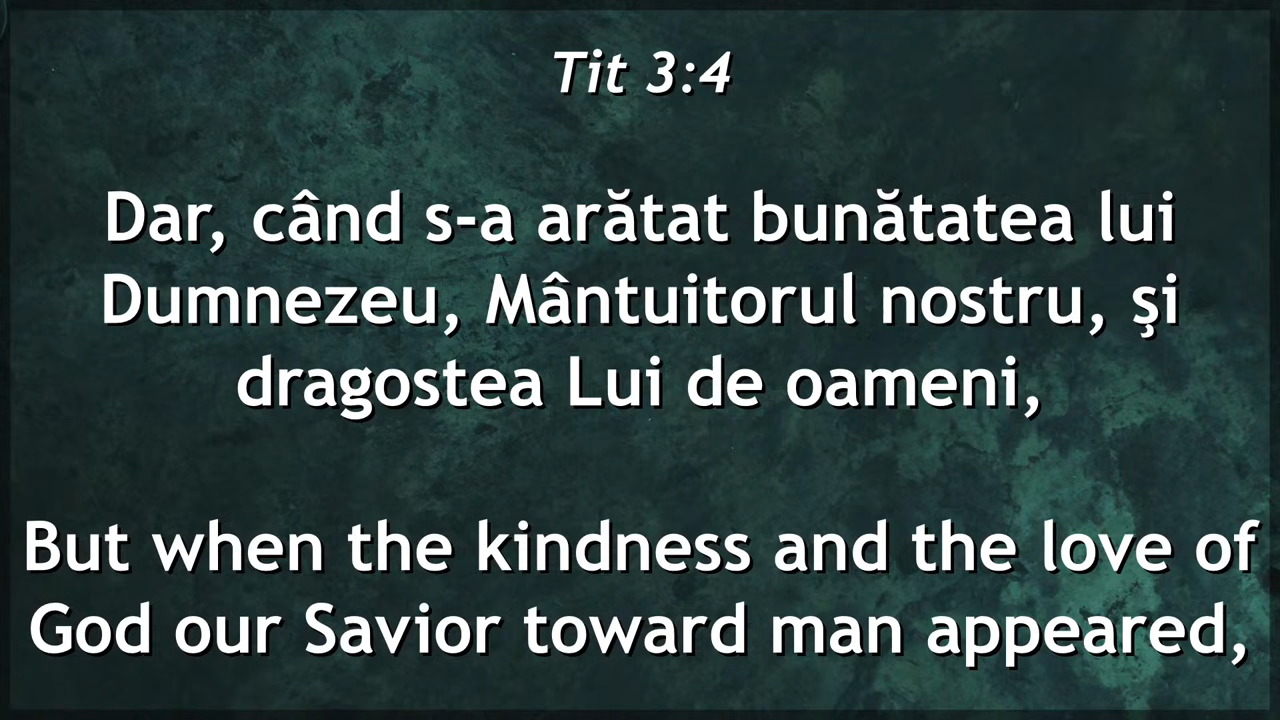 Tit 3:4
Dar, când s-a arătat bunătatea lui
Dumnezeu, Mântuitorul nostru, şi
dragostea Lui de oameni,
But when the kindness and the love of
God our Savior toward man appeared,